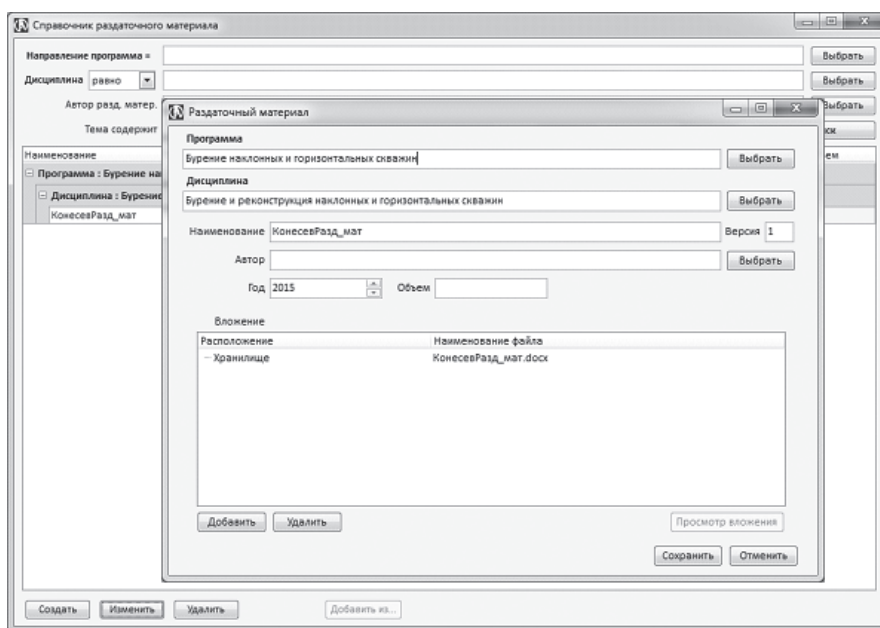 Справочник раздаточного материала
Направление программа =
Выбрать
Дисциплина равно
Выбрать
Автор разд. матер.
Выбрать
Тема содержит
Наименование
Программа : Бурение
Дисциплина : Бурение
КонесевРазд_мат
Раздаточный материал
Программа
Бурение наклонных и горизонтальных скважин
Выбрать
Дисциплина
Бурение и реконструкция наклонных и горизонтальных скважин
Выбрать
Наименование КонесевРазд_мат Версия 1
Автор
Выбрать
Год 2015 Объем
Вложение
Расположение Наименование файла
Хранилище КонесевРазд_мат.docx
Добавить Удалить Просмотр вложения
Сохранить Отменить
Создать Изменить Удалить Добавить из...